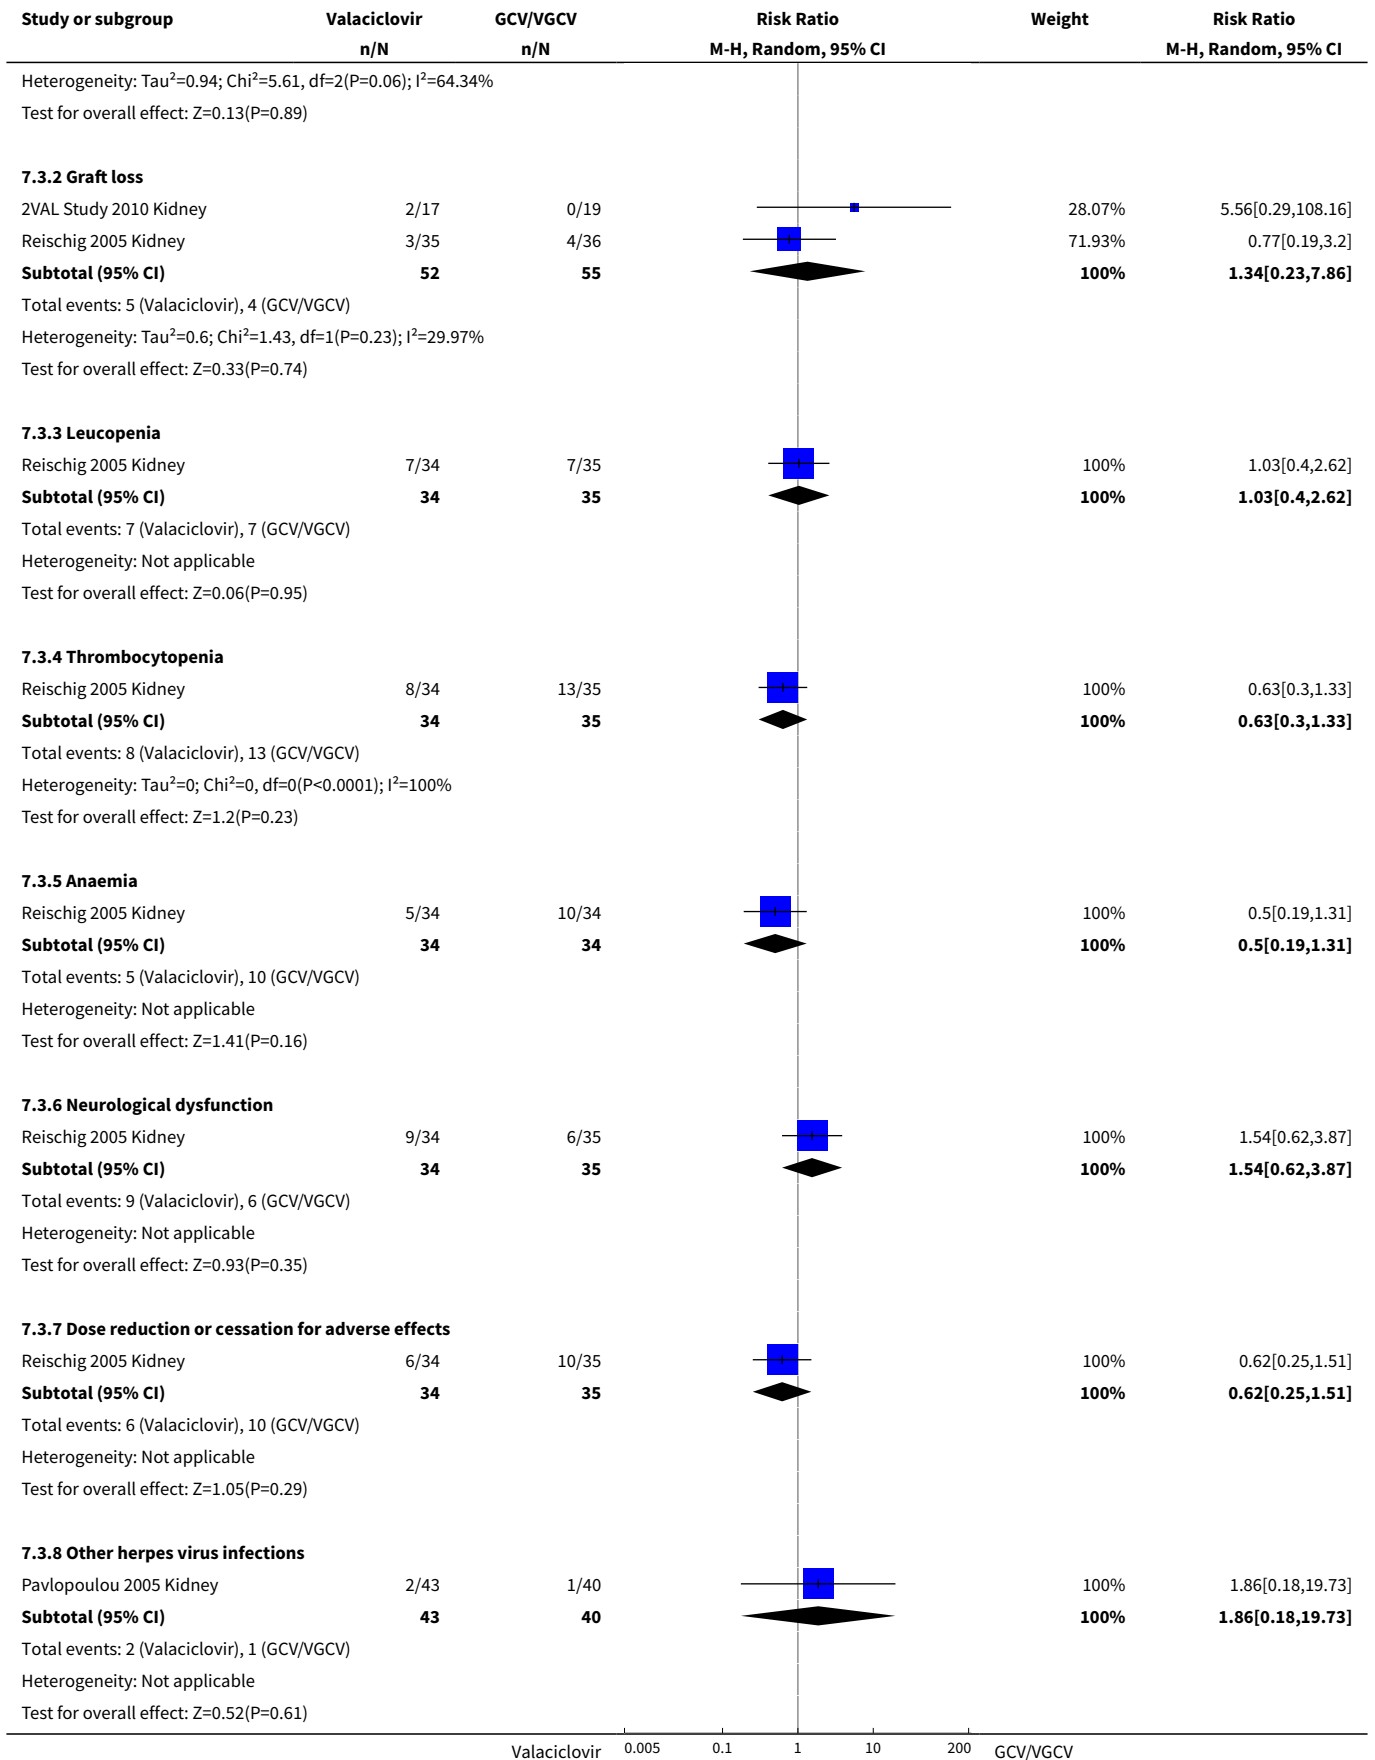 Study or subgroup Valaciclovir GCV/VGCV Risk Ratio Weight Risk Ratio
n/N n/N M-H, Random, 95% CI M-H, Random, 95% CI
Heterogeneity: Tau²=0.94; Chi²=5.61, df=2(P=0.06); I²=64.34%
Test for overall effect: Z=0.13(P=0.89)
7.3.2 Graft loss
2VAL Study 2010 Kidney 2/17 0/19 28.07% 5.56[0.29,108.16]
Reischig 2005 Kidney 3/35 4/36 71.93% 0.77[0.19,3.2]
Subtotal (95% CI) 52 55 100% 1.34[0.23,7.86]
Total events: 5 (Valaciclovir), 4 (GCV/VGCV)
Heterogeneity: Tau²=0.6; Chi²=1.43, df=1(P=0.23); I²=29.97%
Test for overall effect: Z=0.33(P=0.74)
7.3.3 Leucopenia
Reischig 2005 Kidney 7/34 7/35 100% 1.03[0.4,2.62]
Subtotal (95% CI) 34 35 100% 1.03[0.4,2.62]
Total events: 7 (Valaciclovir), 7 (GCV/VGCV)
Heterogeneity: Not applicable
Test for overall effect: Z=0.06(P=0.95)
7.3.4 Thrombocytopenia
Reischig 2005 Kidney 8/34 13/35 100% 0.63[0.3,1.33]
Subtotal (95% CI) 34 35 100% 0.63[0.3,1.33]
Total events: 8 (Valaciclovir), 13 (GCV/VGCV)
Heterogeneity: Tau²=0; Chi²=0, df=0(P<0.0001); I²=100%
Test for overall effect: Z=1.2(P=0.23)
7.3.5 Anaemia
Reischig 2005 Kidney 5/34 10/34 100% 0.5[0.19,1.31]
Subtotal (95% CI) 34 34 100% 0.5[0.19,1.31]
Total events: 5 (Valaciclovir), 10 (GCV/VGCV)
Heterogeneity: Not applicable
Test for overall effect: Z=1.41(P=0.16)
7.3.6 Neurological dysfunction
Reischig 2005 Kidney 9/34 6/35 100% 1.54[0.62,3.87]
Subtotal (95% CI) 34 35 100% 1.54[0.62,3.87]
Total events: 9 (Valaciclovir), 6 (GCV/VGCV)
Heterogeneity: Not applicable
Test for overall effect: Z=0.93(P=0.35)
7.3.7 Dose reduction or cessation for adverse effects
Reischig 2005 Kidney 6/34 10/35 100% 0.62[0.25,1.51]
Subtotal (95% CI) 34 35 100% 0.62[0.25,1.51]
Total events: 6 (Valaciclovir), 10 (GCV/VGCV)
Heterogeneity: Not applicable
Test for overall effect: Z=1.05(P=0.29)
7.3.8 Other herpes virus infections
Pavlopoulou 2005 Kidney 2/43 1/40 100% 1.86[0.18,19.73]
Subtotal (95% CI) 43 40 100% 1.86[0.18,19.73]
Total events: 2 (Valaciclovir), 1 (GCV/VGCV)
Heterogeneity: Not applicable
Test for overall effect: Z=0.52(P=0.61)
Valaciclovir 0.005 0.1 1 10 200 GCV/VGCV